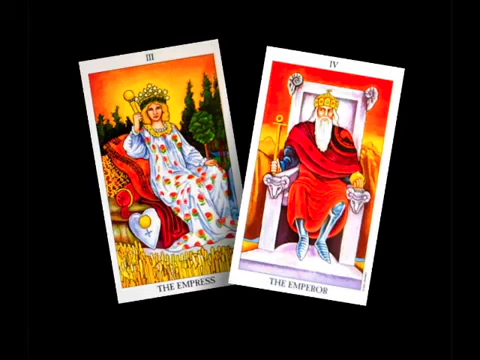 III
THE EMPRESS
IV
THE EMPEROR